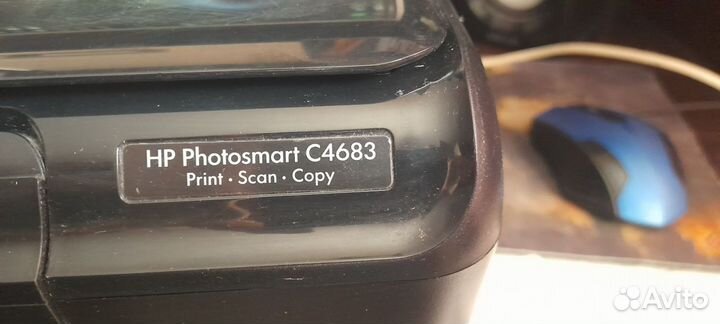 HP Photosmart C4683
Print · Scan · Copy
Avito